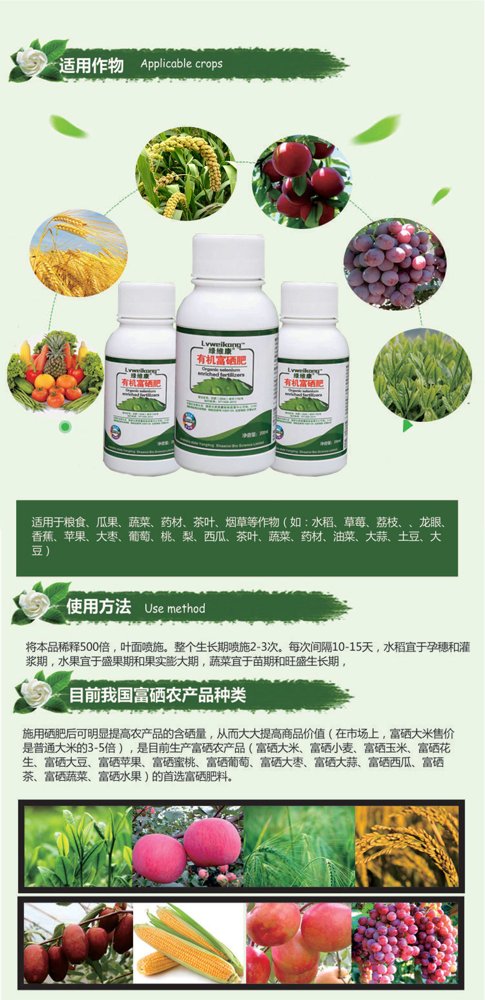 适用作物 Applicable crops
Lvweikang™
绿维康®
有机富硒肥
Organic selenium
enriched fertilizers
净含量：200ml
Lvweikang™
绿维康®
有机富硒肥
Organic selenium
enriched fertilizers
净含量：20
Lvweikang™
绿维康®
有机富硒肥
Organic selenium
enriched fertilizers
净含量：200ml
适用于粮食、瓜果、蔬菜、药材、茶叶、烟草等作物（如：水稻、草莓、荔枝、、龙眼、
香蕉、苹果、大枣、葡萄、桃、梨、西瓜、茶叶、蔬菜、药材、油菜、大蒜、土豆、大
豆）
使用方法 Use method
将本品稀释500倍，叶面喷施。整个生长期喷施2-3次。每次间隔10-15天，水稻宜于孕穗和灌
浆期，水果宜于盛果期和果实膨大期，蔬菜宜于苗期和旺盛生长期，
目前我国富硒农产品种类
施用硒肥后可明显提高农产品的含硒量，从而大大提高商品价值（在市场上，富硒大米售价
是普通大米的3-5倍），是目前生产富硒农产品（富硒大米、富硒小麦、富硒玉米、富硒花
生、富硒大豆、富硒苹果、富硒蜜桃、富硒葡萄、富硒大枣、富硒大蒜、富硒西瓜、富硒
茶、富硒蔬菜、富硒水果）的首选富硒肥料。